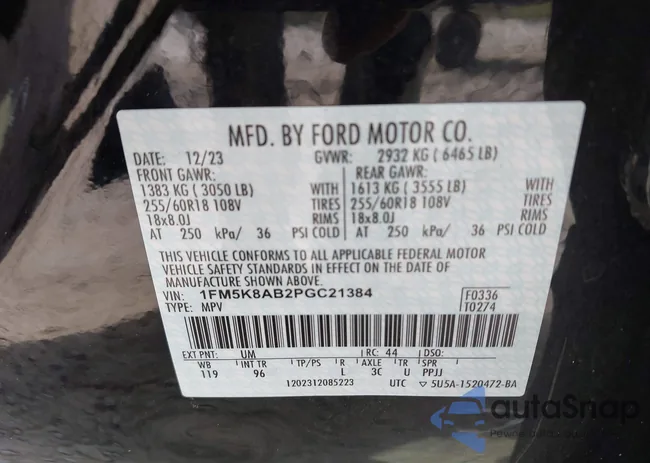 MFD. BY FORD MOTOR CO.
DATE: 12/23 GVWR: 2932 KG ( 6465 LB)
FRONT GAWR: REAR GAWR:
1383 KG ( 3050 LB) WITH 1613 KG ( 3555 LB) WITH
255/60R18 108V TIRES 255/60R18 108V TIRES
18x8.0J RIMS 18x8.0J RIMS
AT 250 kPa/ 36 PSI COLD AT 250 kPa/ 36 PSI COLD
THIS VEHICLE CONFORMS TO ALL APPLICABLE FEDERAL MOTOR
VEHICLE SAFETY STANDARDS IN EFFECT ON THE DATE OF
MANUFACTURE SHOWN ABOVE.
VIN: 1FM5K8AB2PGC21384 F0336
TYPE: MPV T0274
EXT PNT: UM RC: 44 DSO:
WB INT TR TP/PS R AXLE TR SPR
119 96 L 3C U PPJJ
1202312085223 UTC ▽ 5U5A-1520472-BA
autoSnap